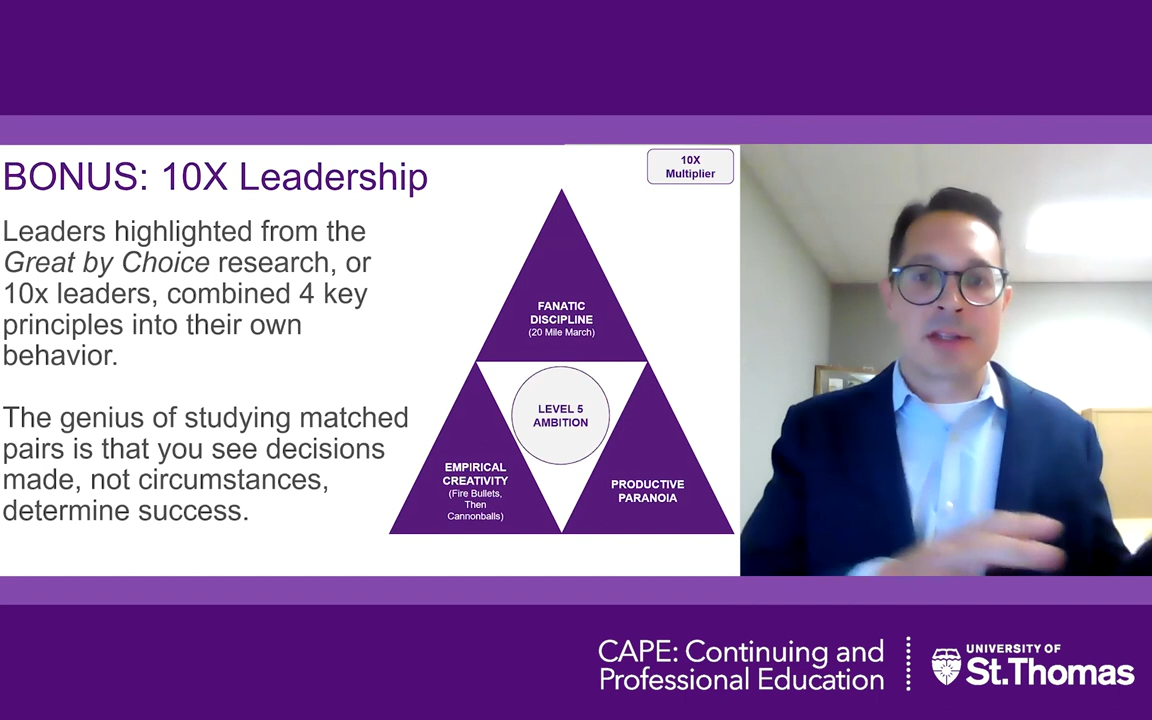 BONUS: 10X Leadership
Leaders highlighted from the
Great by Choice research, or
10x leaders, combined 4 key
principles into their own
behavior.
The genius of studying matched
pairs is that you see decisions
made, not circumstances,
determine success.
10X
Multiplier
FANATIC
DISCIPLINE
(20 Mile March)
LEVEL 5
AMBITION
EMPIRICAL
CREATIVITY
(Fire Bullets,
Then
Cannonballs)
PRODUCTIVE
PARANOIA
CAPE: Continuing and
Professional Education
UNIVERSITY OF
St.Thomas